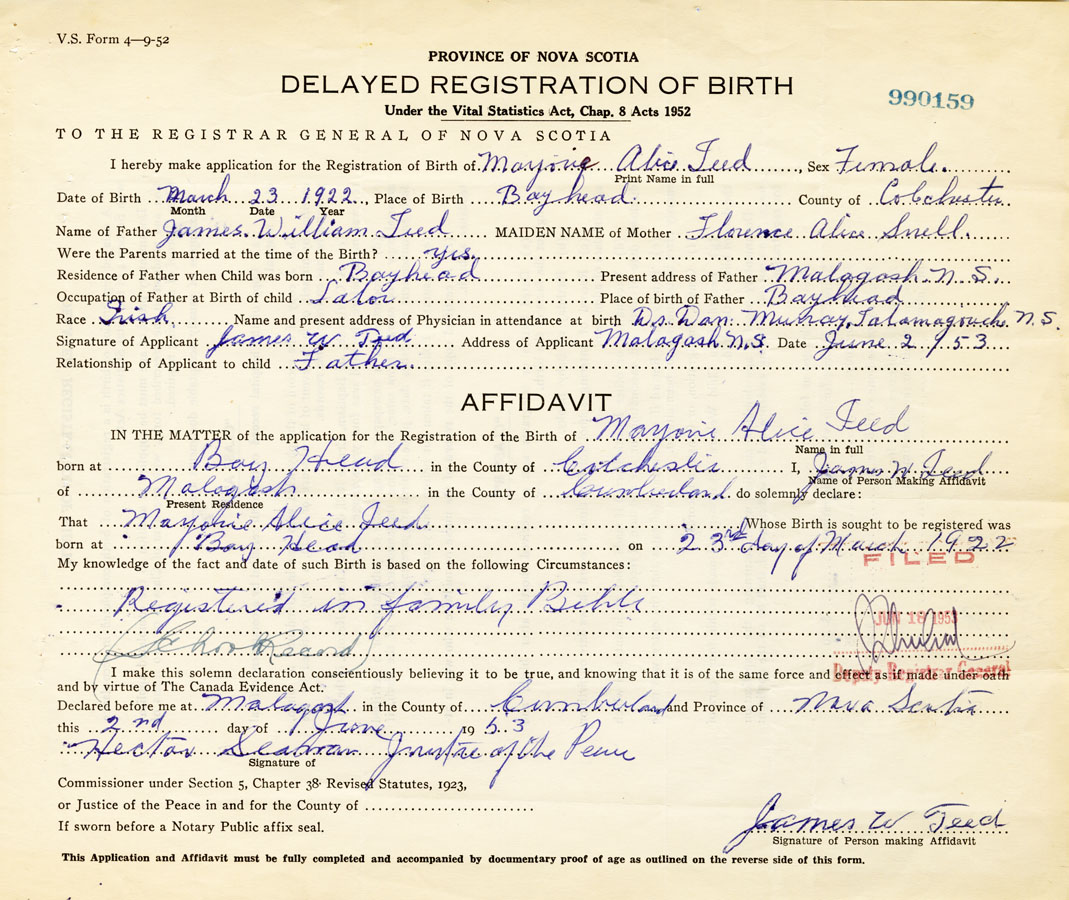 V.S. Form 4—9-52
PROVINCE OF NOVA SCOTIA
DELAYED REGISTRATION OF BIRTH
990159
Under the Vital Statistics Act, Chap. 8 Acts 1952
TO THE REGISTRAR GENERAL OF NOVA SCOTIA
I hereby make application for the Registration of Birth of Marjorie Alice Teed, Sex Female.
Print Name in full
Date of Birth March 23 1922, Place of Birth Bayhead. County of Colchester
Month Date Year
Name of Father James William Teed MAIDEN NAME of Mother Florence Alice Snell.
Were the Parents married at the time of the Birth? yes.
Residence of Father when Child was born Bayhead Present address of Father Malagash N.S.
Occupation of Father at Birth of child Place of birth of Father Bayhead
Race Irish Name and present address of Physician in attendance at birth Dr. Dan. Murray, Tatamagouche N.S.
Signature of Applicant James W Teed Address of Applicant Malagash N.S. Date June 2 1953
Relationship of Applicant to child Father.
AFFIDAVIT
IN THE MATTER of the application for the Registration of the Birth of Marjorie Alice Teed
Name in full
born at Bay Head in the County of Colchester I, James W. Teed
Name of Person Making Affidavit
of Malagash in the County of Cumberland do solemnly declare:
Present Residence
That Marjorie Alice Teed Whose Birth is sought to be registered was
born at Bay Head on 23rd day of March 1922
FILED
My knowledge of the fact and date of such Birth is based on the following Circumstances:
Registered in family Bible
JUN 16 1953
(School Record)
Deputy Registrar General
I make this solemn declaration conscientiously believing it to be true, and knowing that it is of the same force and effect as if made under oath
and by virtue of The Canada Evidence Act.
Declared before me at Malagash in the County of Cumberland and Province of Nova Scotia
this 2nd day of June 1953
Hector Seaman Justice of the Peace
Signature of
Commissioner under Section 5, Chapter 38 Revised Statutes, 1923,
or Justice of the Peace in and for the County of
If sworn before a Notary Public affix seal.
James W Teed
Signature of Person making Affidavit
This Application and Affidavit must be fully completed and accompanied by documentary proof of age as outlined on the reverse side of this form.